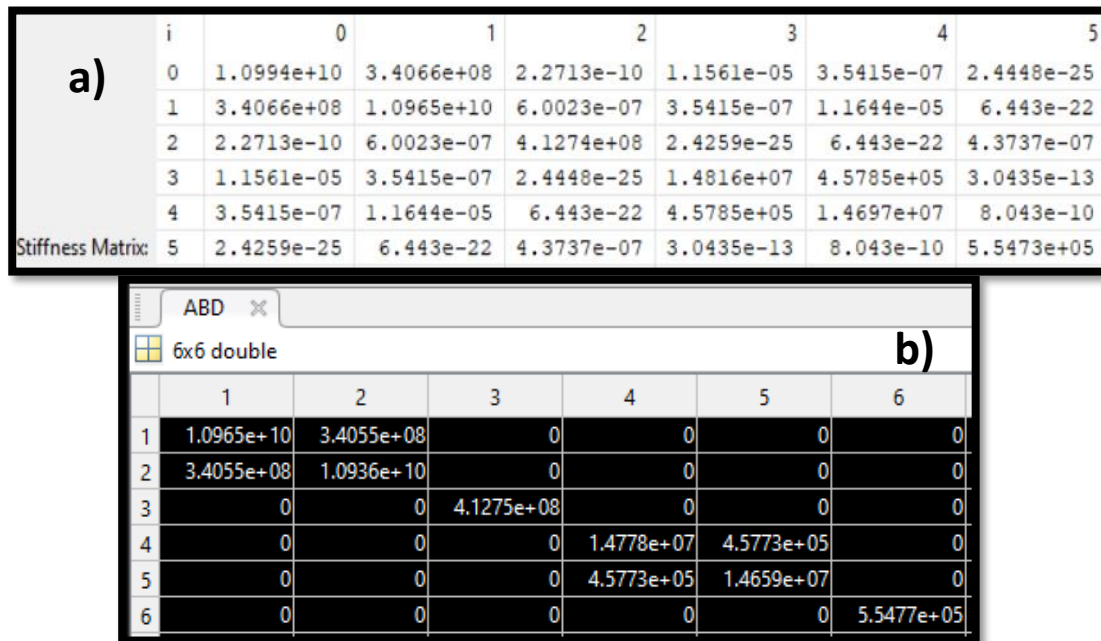 i 0 1 2 3 4 5
a)
0 1.0994e+10 3.4066e+08 2.2713e-10 1.1561e-05 3.5415e-07 2.4448e-25
1 3.4066e+08 1.0965e+10 6.0023e-07 3.5415e-07 1.1644e-05 6.443e-22
2 2.2713e-10 6.0023e-07 4.1274e+08 2.4259e-25 6.443e-22 4.3737e-07
3 1.1561e-05 3.5415e-07 2.4448e-25 1.4816e+07 4.5785e+05 3.0435e-13
4 3.5415e-07 1.1644e-05 6.443e-22 4.5785e+05 1.4697e+07 8.043e-10
Stiffness Matrix: 5 2.4259e-25 6.443e-22 4.3737e-07 3.0435e-13 8.043e-10 5.5473e+05
ABD
6x6 double
b)
1 2 3 4 5 6
1 1.0965e+10 3.4055e+08 0 0 0 0
2 3.4055e+08 1.0936e+10 0 0 0 0
3 0 0 4.1275e+08 0 0 0
4 0 0 0 1.4778e+07 4.5773e+05 0
5 0 0 0 4.5773e+05 1.4659e+07 0
6 0 0 0 0 0 5.5477e+05